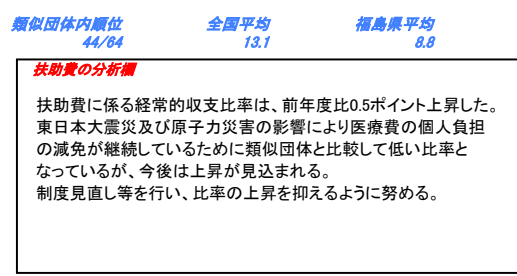 類似団体内順位 全国平均 福島県平均
44/64 13.1 8.8
扶助費の分析欄
扶助費に係る経常的収支比率は、前年度比0.5ポイント上昇した。
東日本大震災及び原子力災害の影響により医療費の個人負担
の減免が継続しているために類似団体と比較して低い比率と
なっているが、今後は上昇が見込まれる。
制度見直し等を行い、比率の上昇を抑えるように努める。